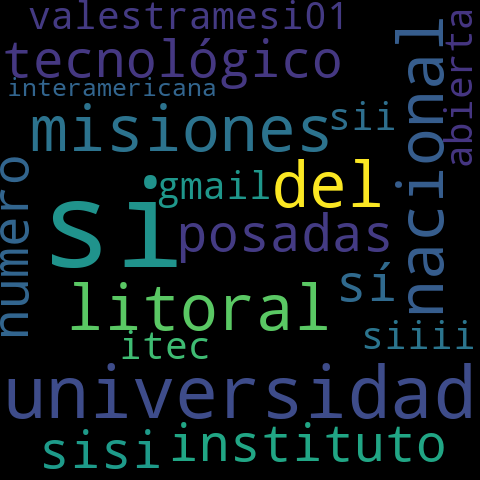 valestramesi01
tecnológico
interamericana
misiones
sii
nacional
abierta
numero
gmail
del
si
posadas
sí
litoral
siiii
itec
universidad
sisi
instituto